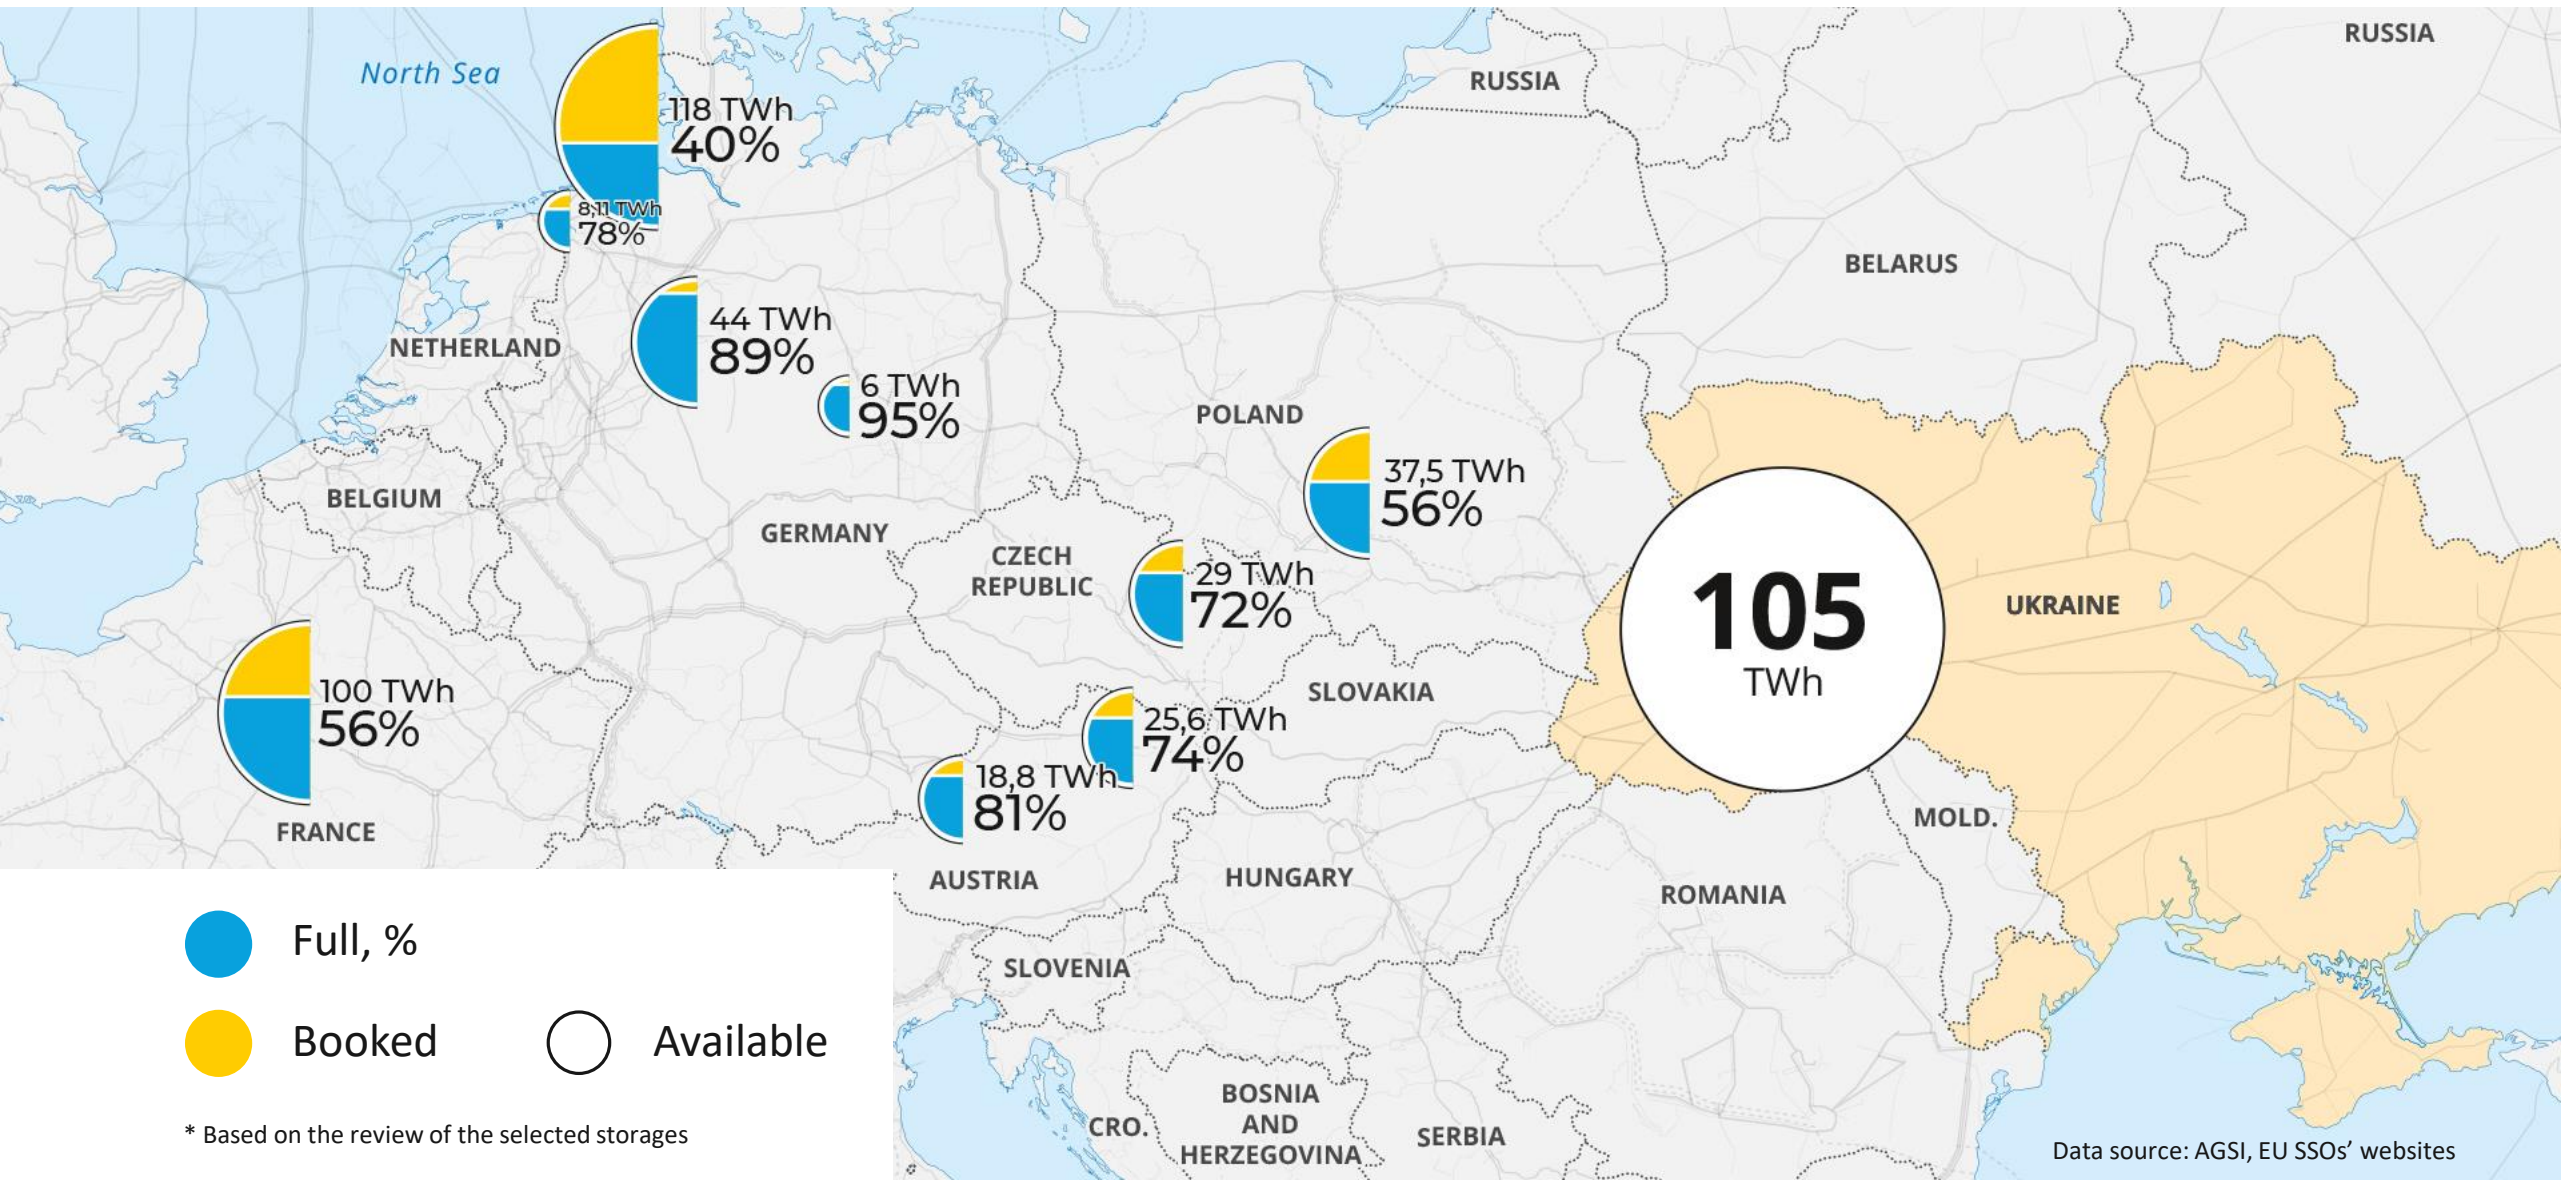 RUSSIA
North Sea
RUSSIA
118 TWh
40%
8,11 TWh
78%
BELARUS
44 TWh
89%
NETHERLAND
6 TWh
95%
POLAND
37,5 TWh
56%
BELGIUM
GERMANY
CZECH
REPUBLIC
29 TWh
72%
105
TWh
UKRAINE
100 TWh
56%
SLOVAKIA
25,6 TWh
74%
18,8 TWh
81%
FRANCE
MOLD.
AUSTRIA
HUNGARY
ROMANIA
Full, %
SLOVENIA
Booked
Available
BOSNIA
AND
HERZEGOVINA
CRO.
SERBIA
* Based on the review of the selected storages
Data source: AGSI, EU SSOs’ websites